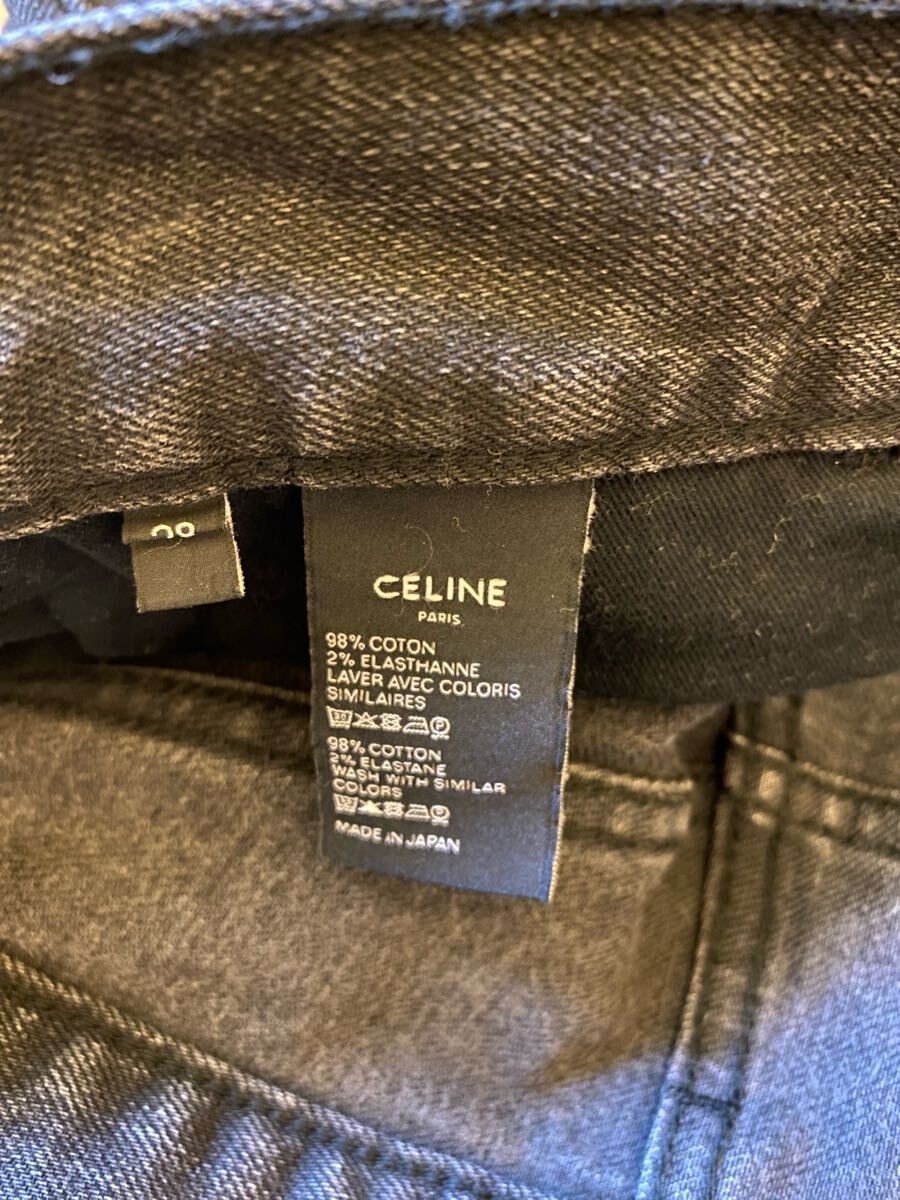 CELINE
PARIS
98% COTON
2% ELASTHANNE
LAVER AVEC COLORIS
SIMILAIRES
98% COTTON
2% ELASTANE
WASH WITH SIMILAR
COLORS
MADE IN JAPAN